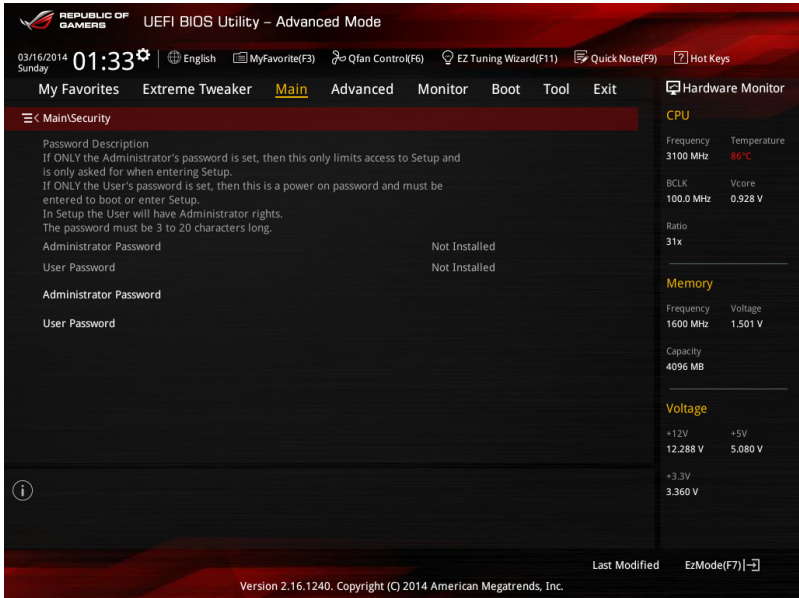 REPUBLIC OF GAMERS
UEFI BIOS Utility – Advanced Mode
03/16/2014 Sunday 01:33
English MyFavorite(F3) Qfan Control(F6) EZ Tuning Wizard(F11) Quick Note(F9) ? Hot Keys
My Favorites Extreme Tweaker Main Advanced Monitor Boot Tool Exit
Main\Security
Password Description
If ONLY the Administrator's password is set, then this only limits access to Setup and
is only asked for when entering Setup.
If ONLY the User's password is set, then this is a power on password and must be
entered to boot or enter Setup.
In Setup the User will have Administrator rights.
The password must be 3 to 20 characters long.
Administrator Password Not Installed
User Password Not Installed
Administrator Password
User Password
Hardware Monitor
CPU
Frequency Temperature
3100 MHz 86°C
BCLK Vcore
100.0 MHz 0.928 V
Ratio
31x
Memory
Frequency Voltage
1600 MHz 1.501 V
Capacity
4096 MB
Voltage
+12V +5V
12.288 V 5.080 V
+3.3V
3.360 V
i
Last Modified EzMode(F7)
Version 2.16.1240. Copyright (C) 2014 American Megatrends, Inc.